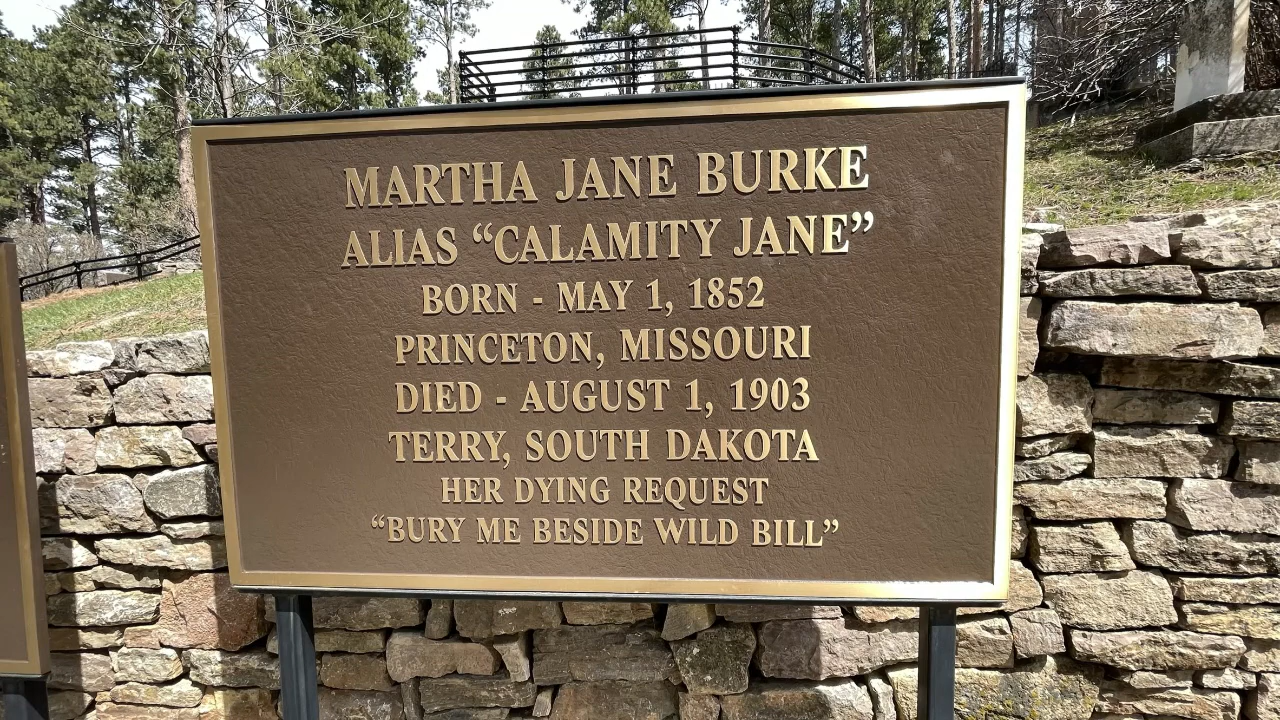 MARTHA JANE BURKE
ALIAS “CALAMITY JANE”
BORN - MAY 1, 1852
PRINCETON, MISSOURI
DIED - AUGUST 1, 1903
TERRY, SOUTH DAKOTA
HER DYING REQUEST
“BURY ME BESIDE WILD BILL”